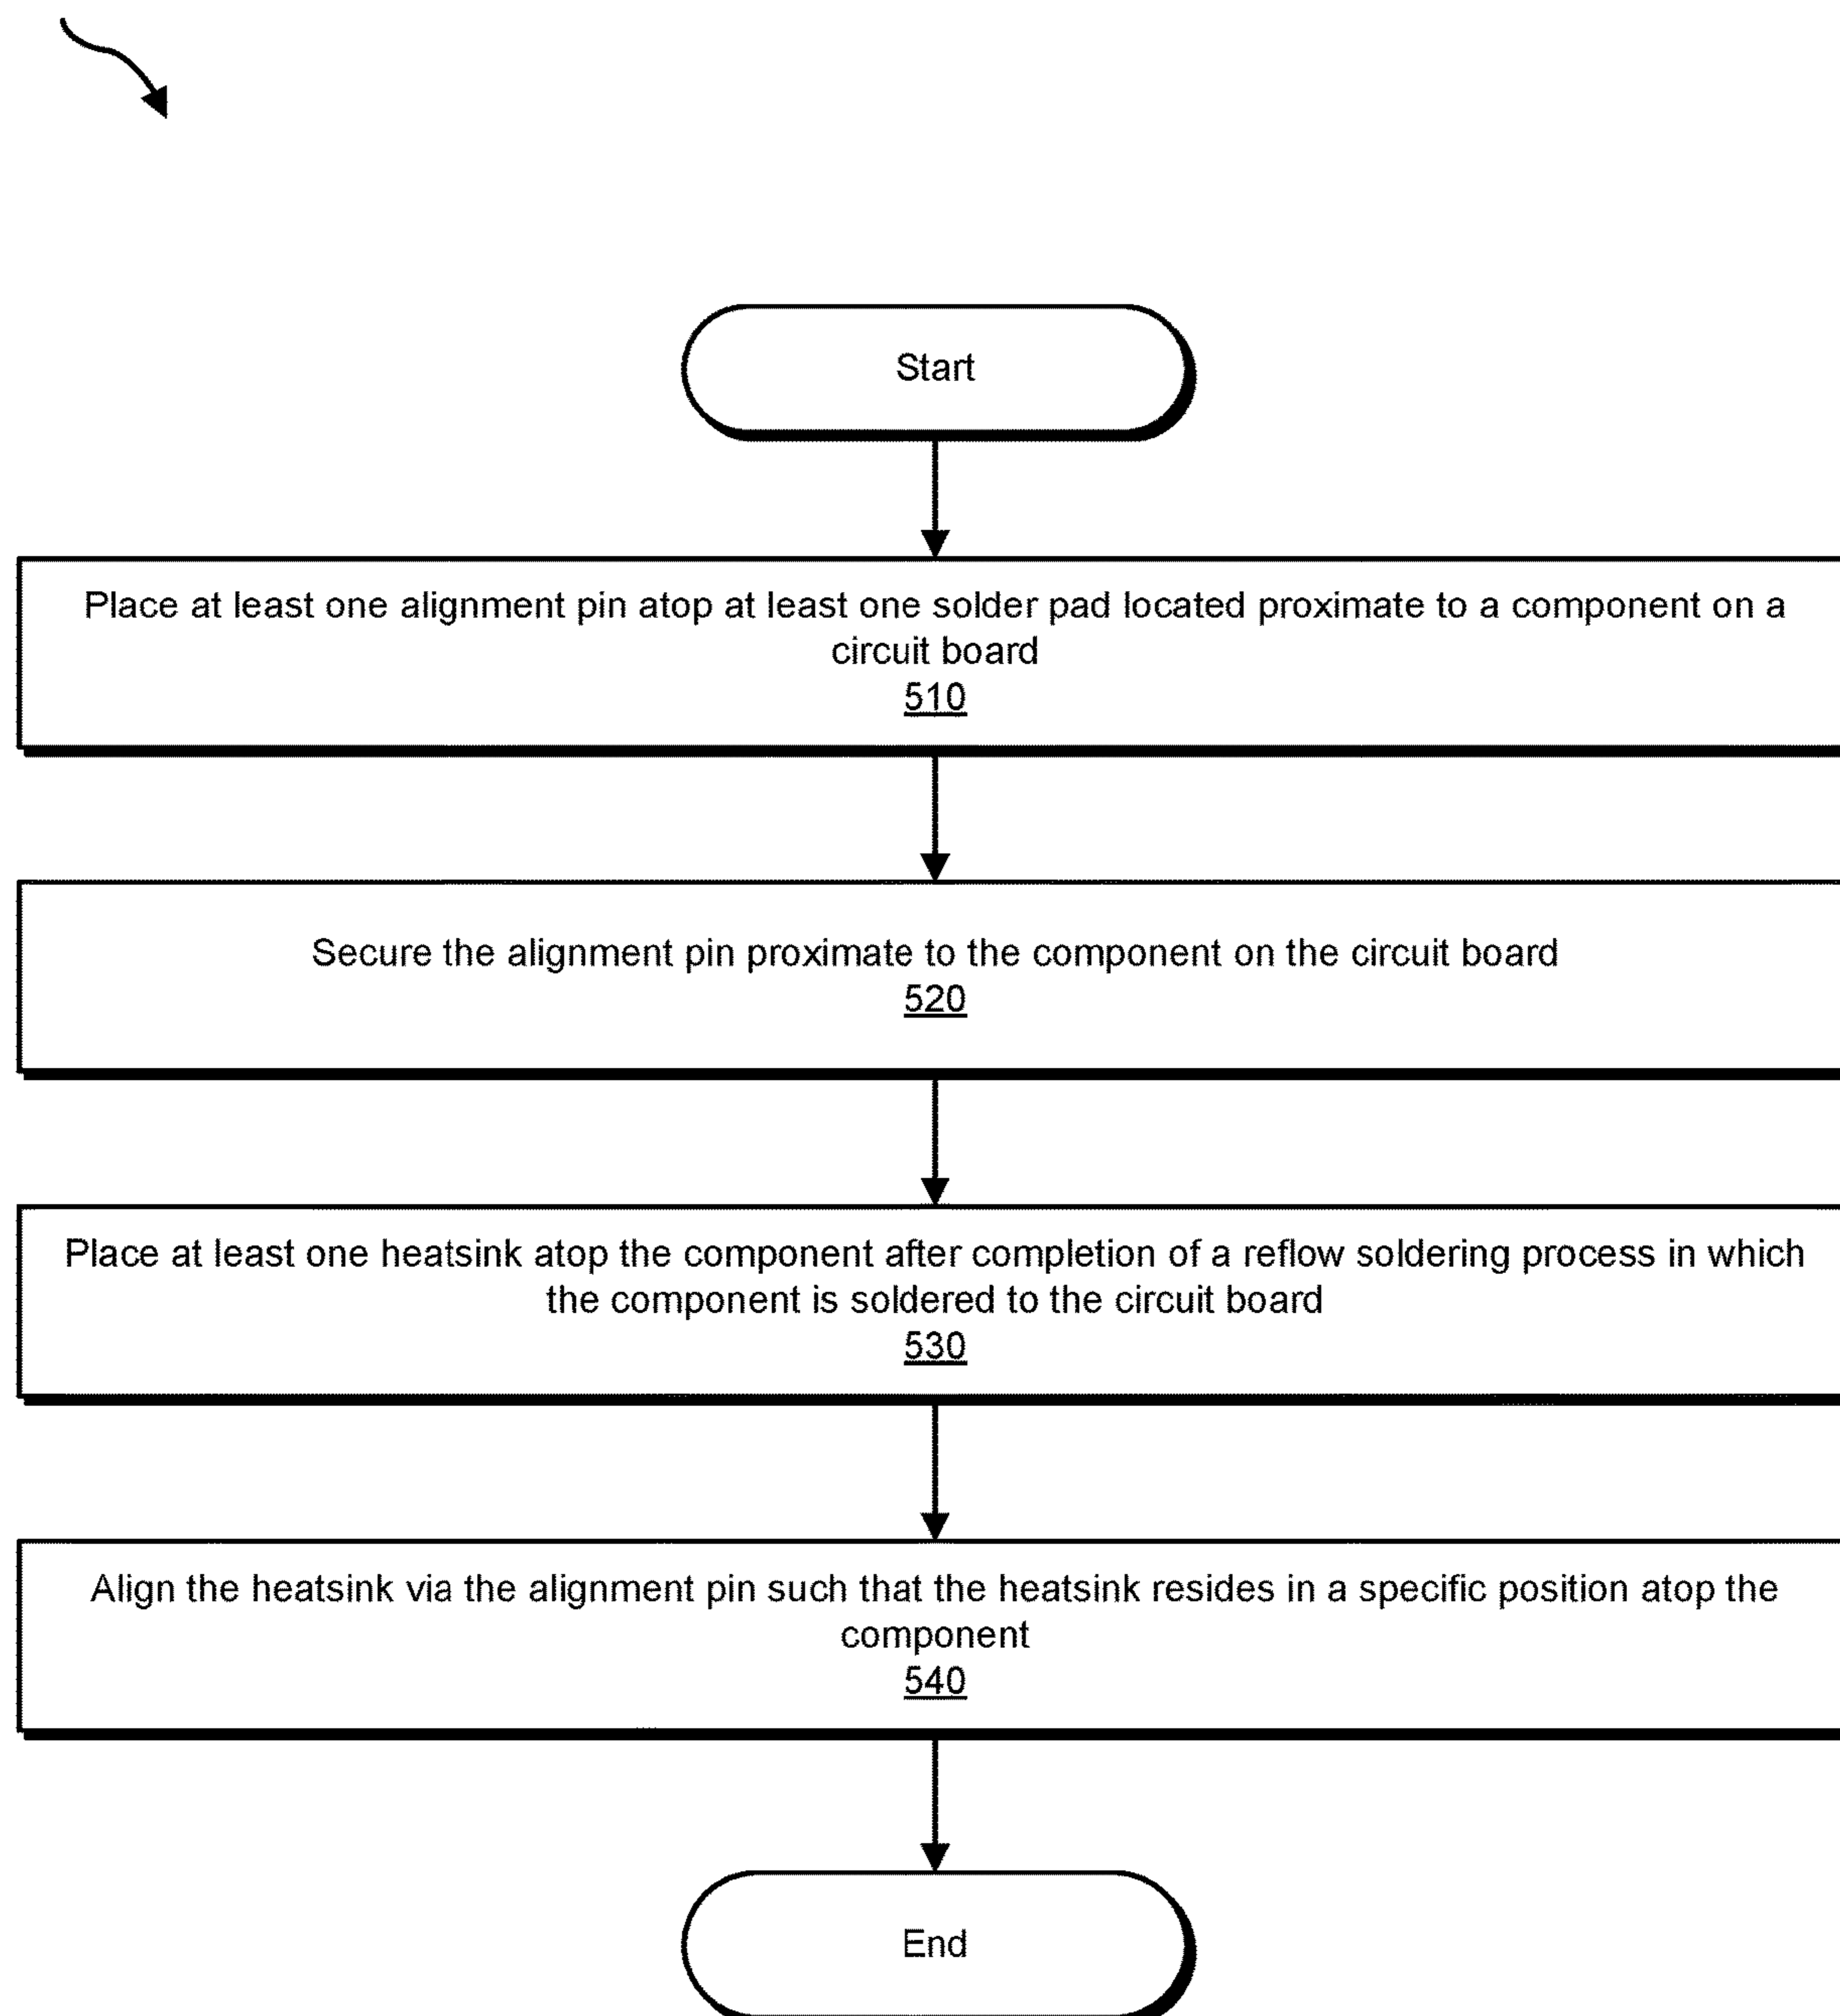 Start
Place at least one alignment pin atop at least one solder pad located proximate to a component on a
circuit board
510
Secure the alignment pin proximate to the component on the circuit board
520
Place at least one heatsink atop the component after completion of a reflow soldering process in which
the component is soldered to the circuit board
530
Align the heatsink via the alignment pin such that the heatsink resides in a specific position atop the
component
540
End